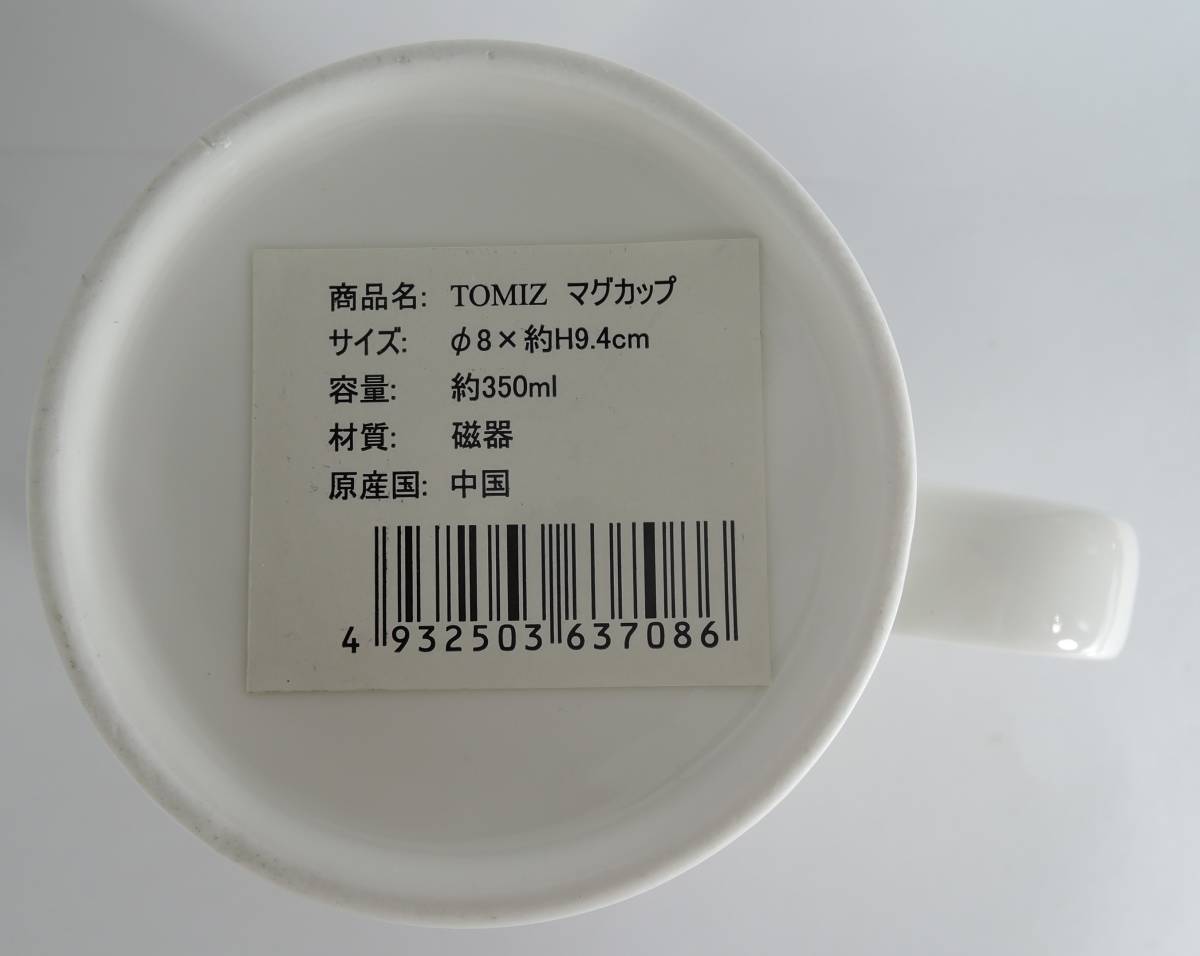 商品名: TOMIZ マグカップ
サイズ: φ8×約H9.4cm
容量: 約350ml
材質: 磁器
原産国: 中国
4 932503 637086